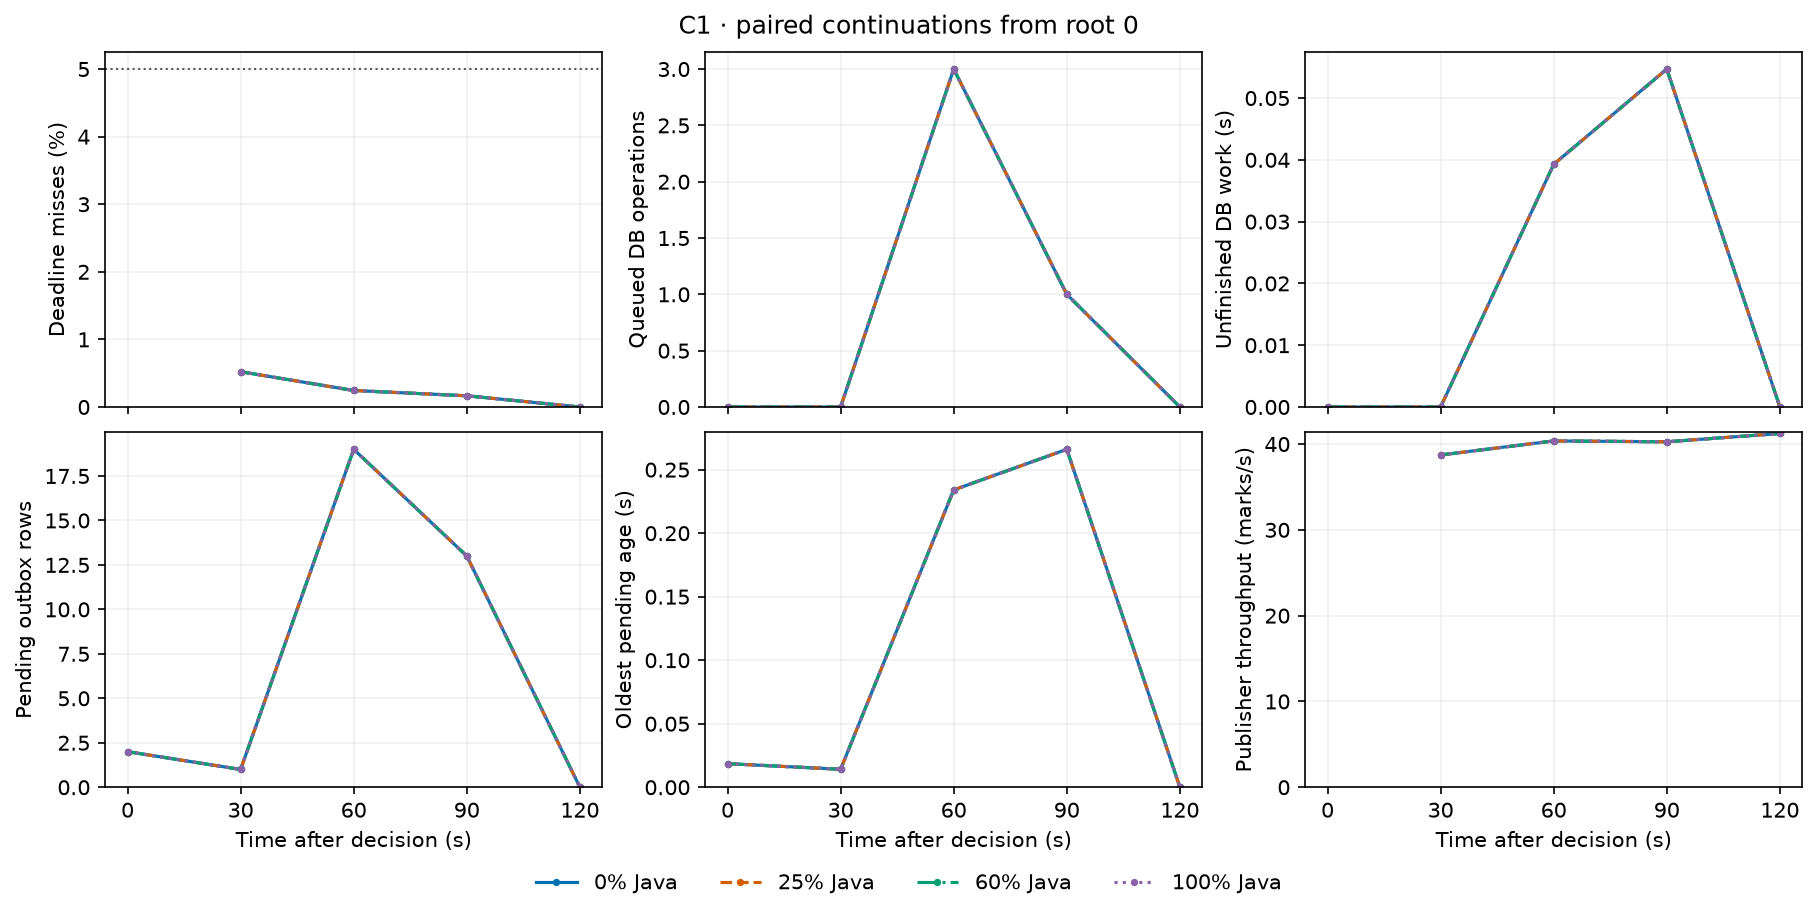 C1 · paired continuations from root 0
Deadline misses (%)
5
4
3
2
1
0
Queued DB operations
3.0
2.5
2.0
1.5
1.0
0.5
0.0
Unfinished DB work (s)
0.05
0.04
0.03
0.02
0.01
0.00
Pending outbox rows
17.5
15.0
12.5
10.0
7.5
5.0
2.5
0.0
0 30 60 90 120
Time after decision (s)
Oldest pending age (s)
0.25
0.20
0.15
0.10
0.05
0.00
0 30 60 90 120
Time after decision (s)
Publisher throughput (marks/s)
40
30
20
10
0
0 30 60 90 120
Time after decision (s)
0% Java 25% Java 60% Java 100% Java